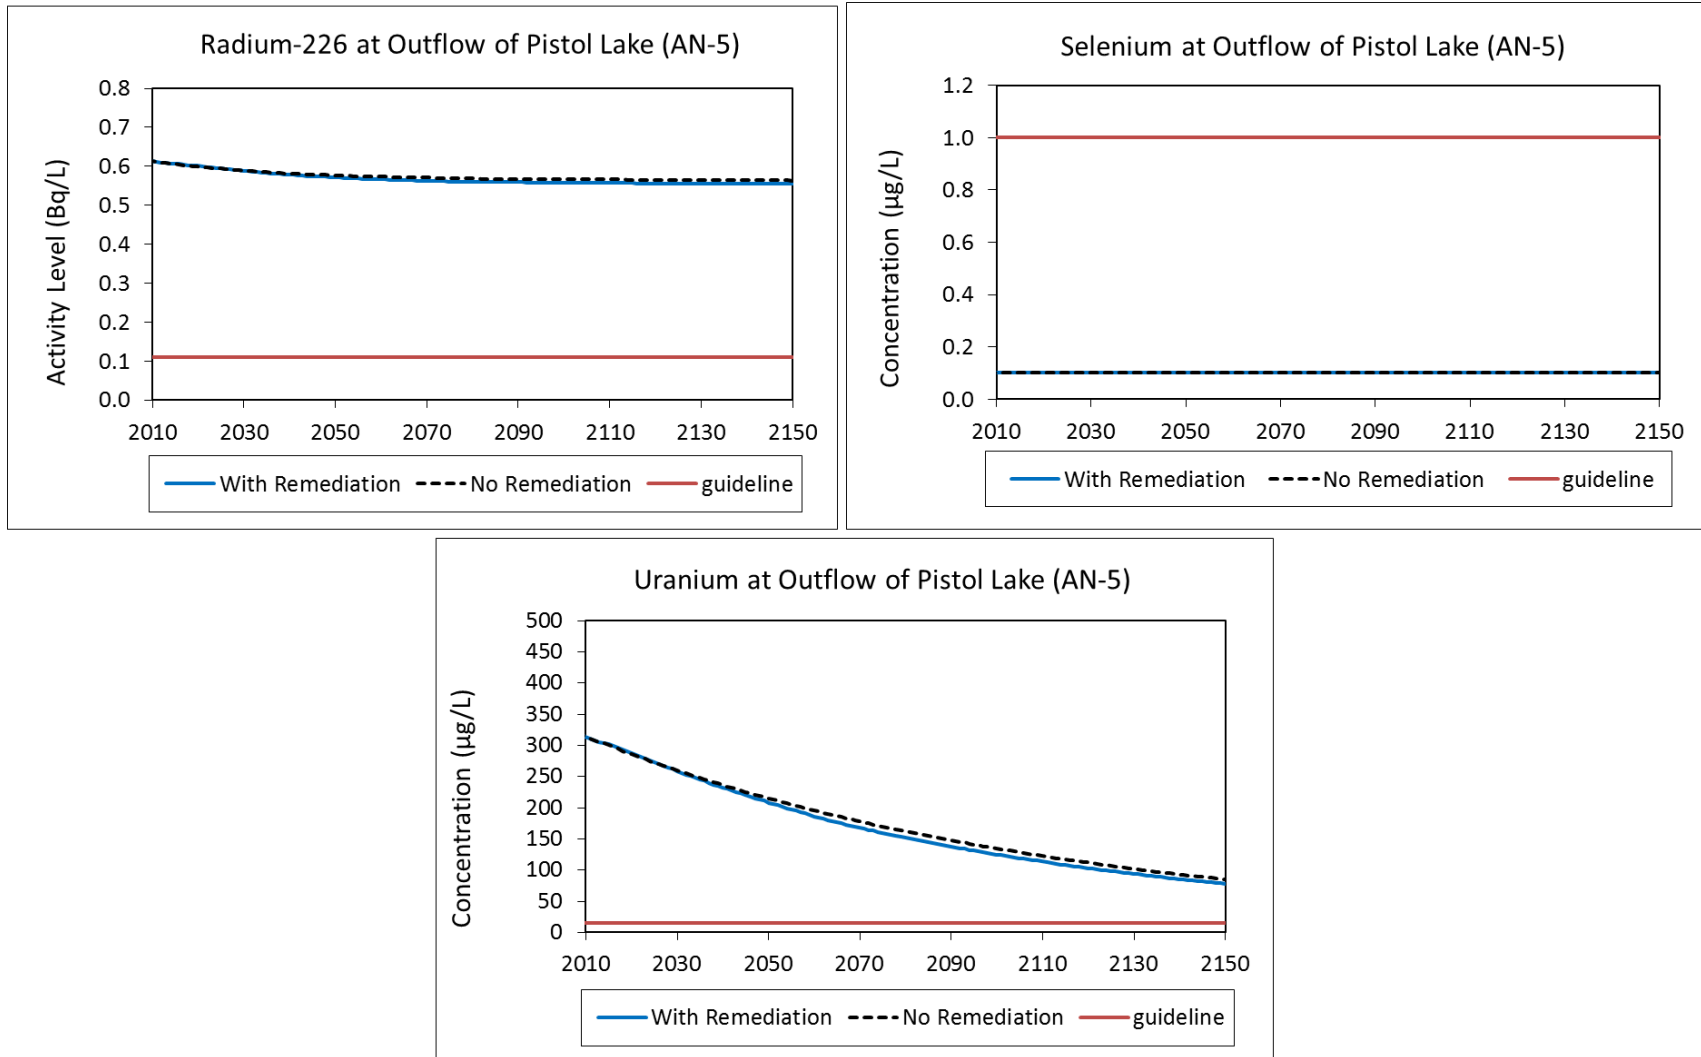 Radium-226 at Outflow of Pistol Lake (AN-5)
Activity Level (Bq/L)
0.8
0.7
0.6
0.5
0.4
0.3
0.2
0.1
0.0
2010 2030 2050 2070 2090 2110 2130 2150
With Remediation No Remediation guideline
Selenium at Outflow of Pistol Lake (AN-5)
Concentration (µg/L)
1.2
1.0
0.8
0.6
0.4
0.2
0.0
2010 2030 2050 2070 2090 2110 2130 2150
With Remediation No Remediation guideline
Uranium at Outflow of Pistol Lake (AN-5)
Concentration (µg/L)
500
450
400
350
300
250
200
150
100
50
0
2010 2030 2050 2070 2090 2110 2130 2150
With Remediation No Remediation guideline